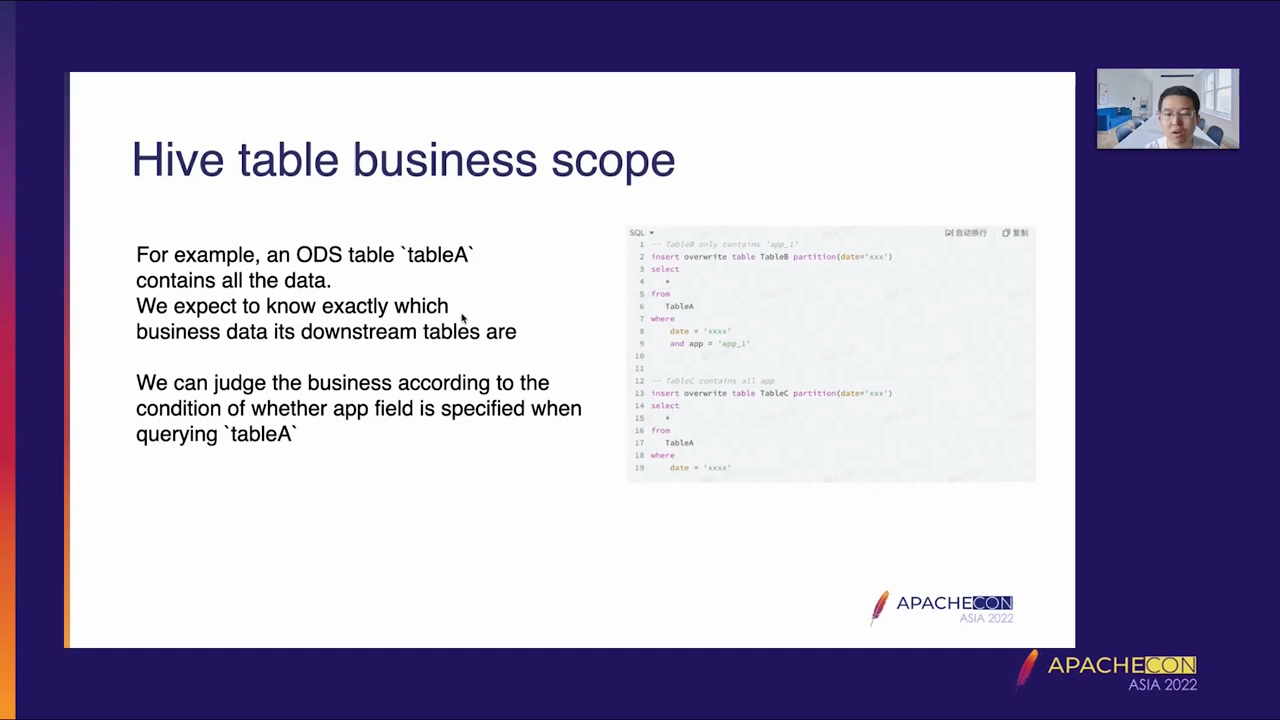 Hive table business scope
For example, an ODS table `tableA`
contains all the data.
We expect to know exactly which
business data its downstream tables are
We can judge the business according to the
condition of whether app field is specified when
querying `tableA`
SQL 自动换行 复制
1 -- TableB only contains 'app_1'
2 insert overwrite table TableB partition(date='xxx')
3 select
4 *
5 from
6 TableA
7 where
8 date = 'xxxx'
9 and app = 'app_1'
10
11
12 -- TableC contains all app
13 insert overwrite table TableC partition(date='xxx')
14 select
15 *
16 from
17 TableA
18 where
19 date = 'xxxx'
APACHECON
ASIA 2022
APACHECON
ASIA 2022